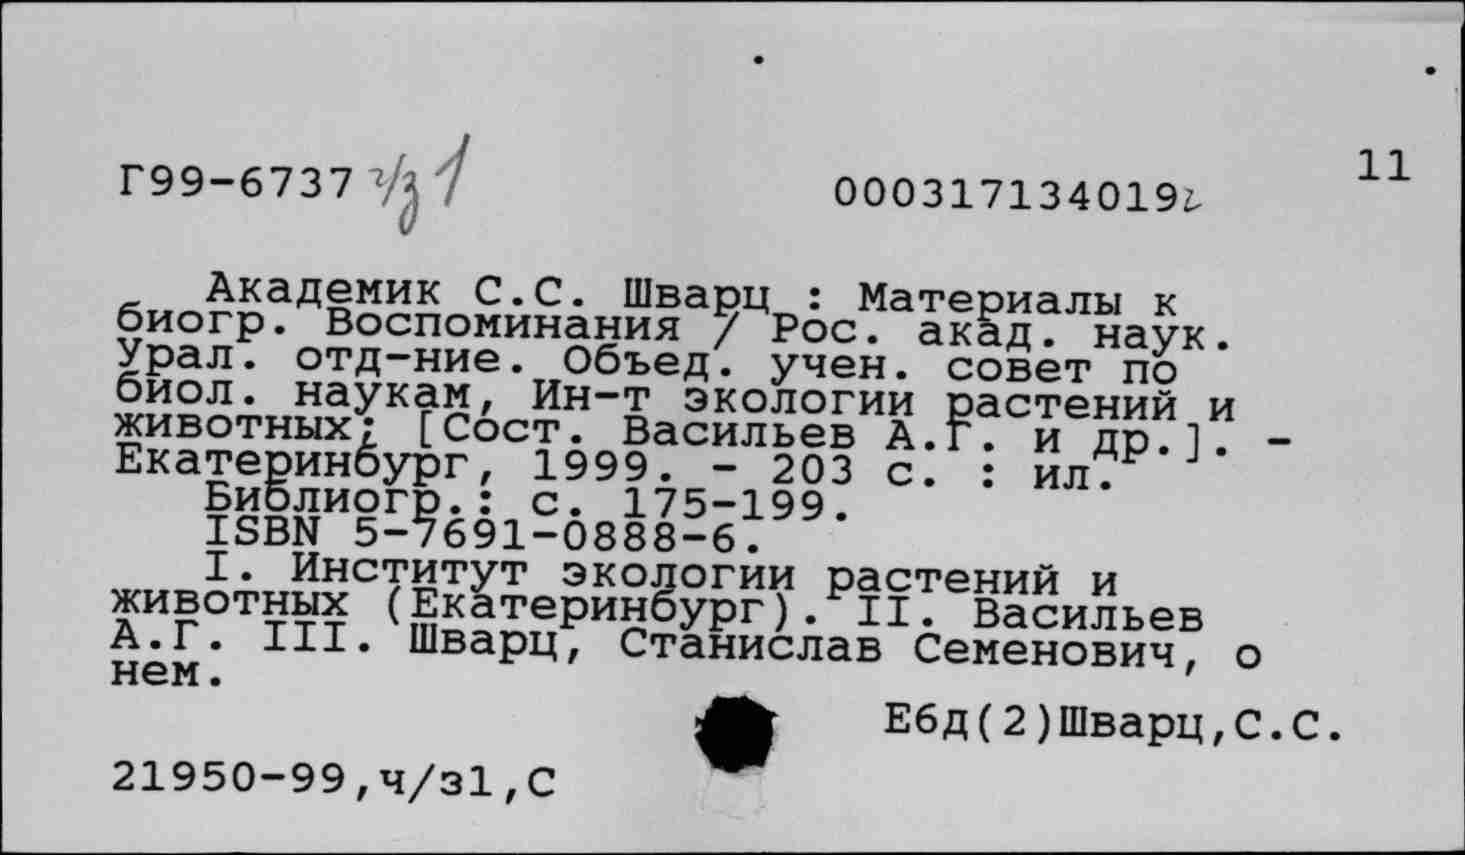 Г99-6737 ч/з 1
0003171340192
11
Академик С.С. Шварц : Материалы к
биогр. Воспоминания / Рос. акад. наук.
Урал. отд-ние. Объед. учен. совет по
биол. наукам, Ин-т экологии растений и
животных; [Сост. Васильев А.Г. и др.]. -
Екатеринбург, 1999. - 203 с. : ил.
Библиогр.: с. 175-199.
ISBN 5-7691-0888-6.
I. Институт экологии растений и
животных (Екатеринбург). II. Васильев
А.Г. III. Шварц, Станислав Семенович, о
нем.
Е6д(2)Шварц,С.С.
21950-99,ч/з1,С